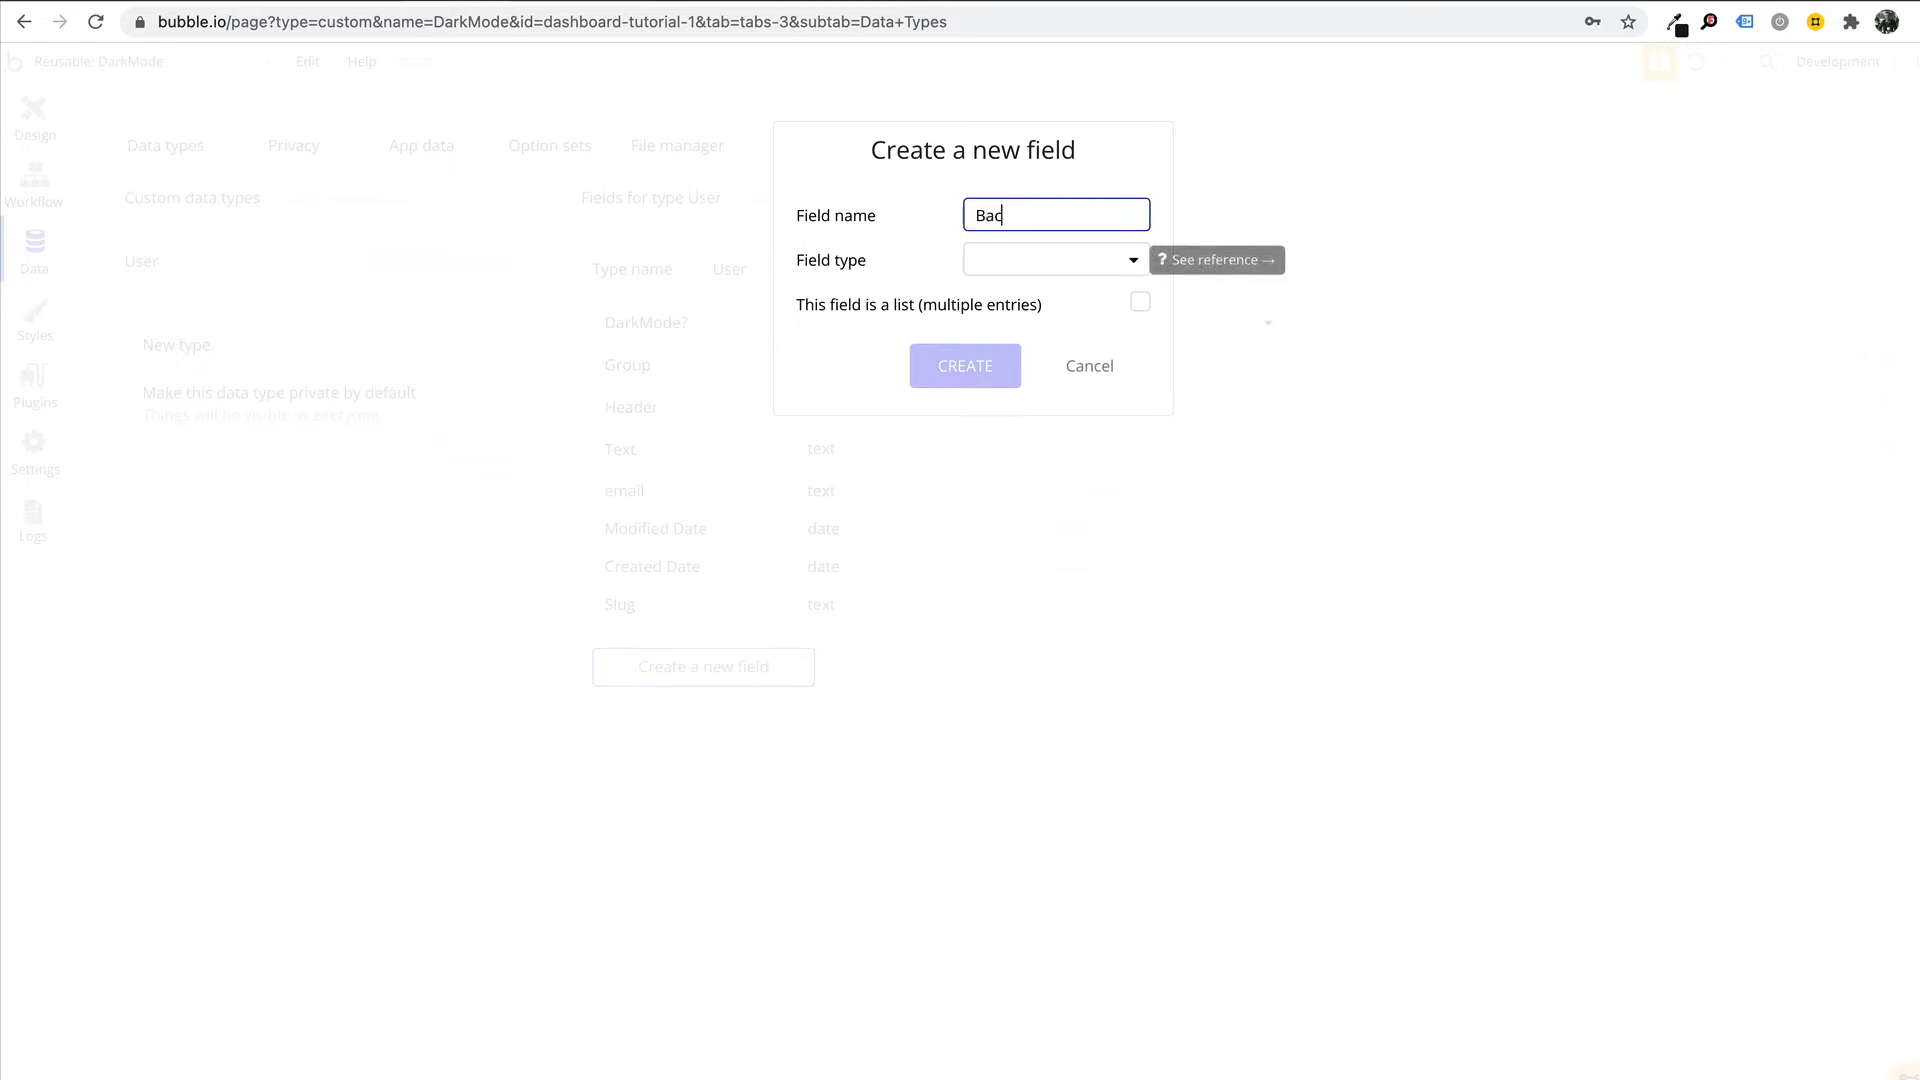 bubble.io/page?type=custom&name=DarkMode&id=dashboard-tutorial-1&tab=tabs-3&subtab=Data+Types
Reusable: DarkMode Edit Help Development
Design
Workflow
Data
Styles
Plugins
Settings
Logs
Data types Privacy App data Option sets File manager
Custom data types
User
New type
Make this data type private by default
Things will be visible to everyone
Fields for type User
Type name User
DarkMode?
Group
Header
Text text
email text
Modified Date date
Created Date date
Slug text
Create a new field
Create a new field
Field name Bac
Field type ? See reference →
This field is a list (multiple entries)
CREATE Cancel